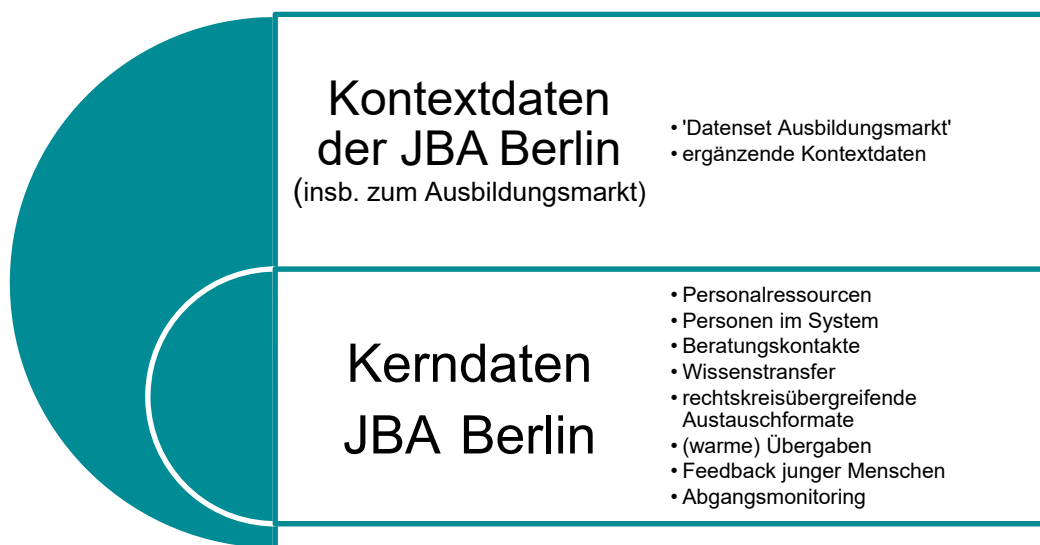 Kontextdaten
der JBA Berlin
(insb. zum Ausbildungsmarkt)
• 'Datenset Ausbildungsmarkt'
• ergänzende Kontextdaten
Kerndaten
JBA Berlin
• Personalressourcen
• Personen im System
• Beratungskontakte
• Wissenstransfer
• rechtskreisübergreifende
Austauschformate
• (warme) Übergaben
• Feedback junger Menschen
• Abgangsmonitoring